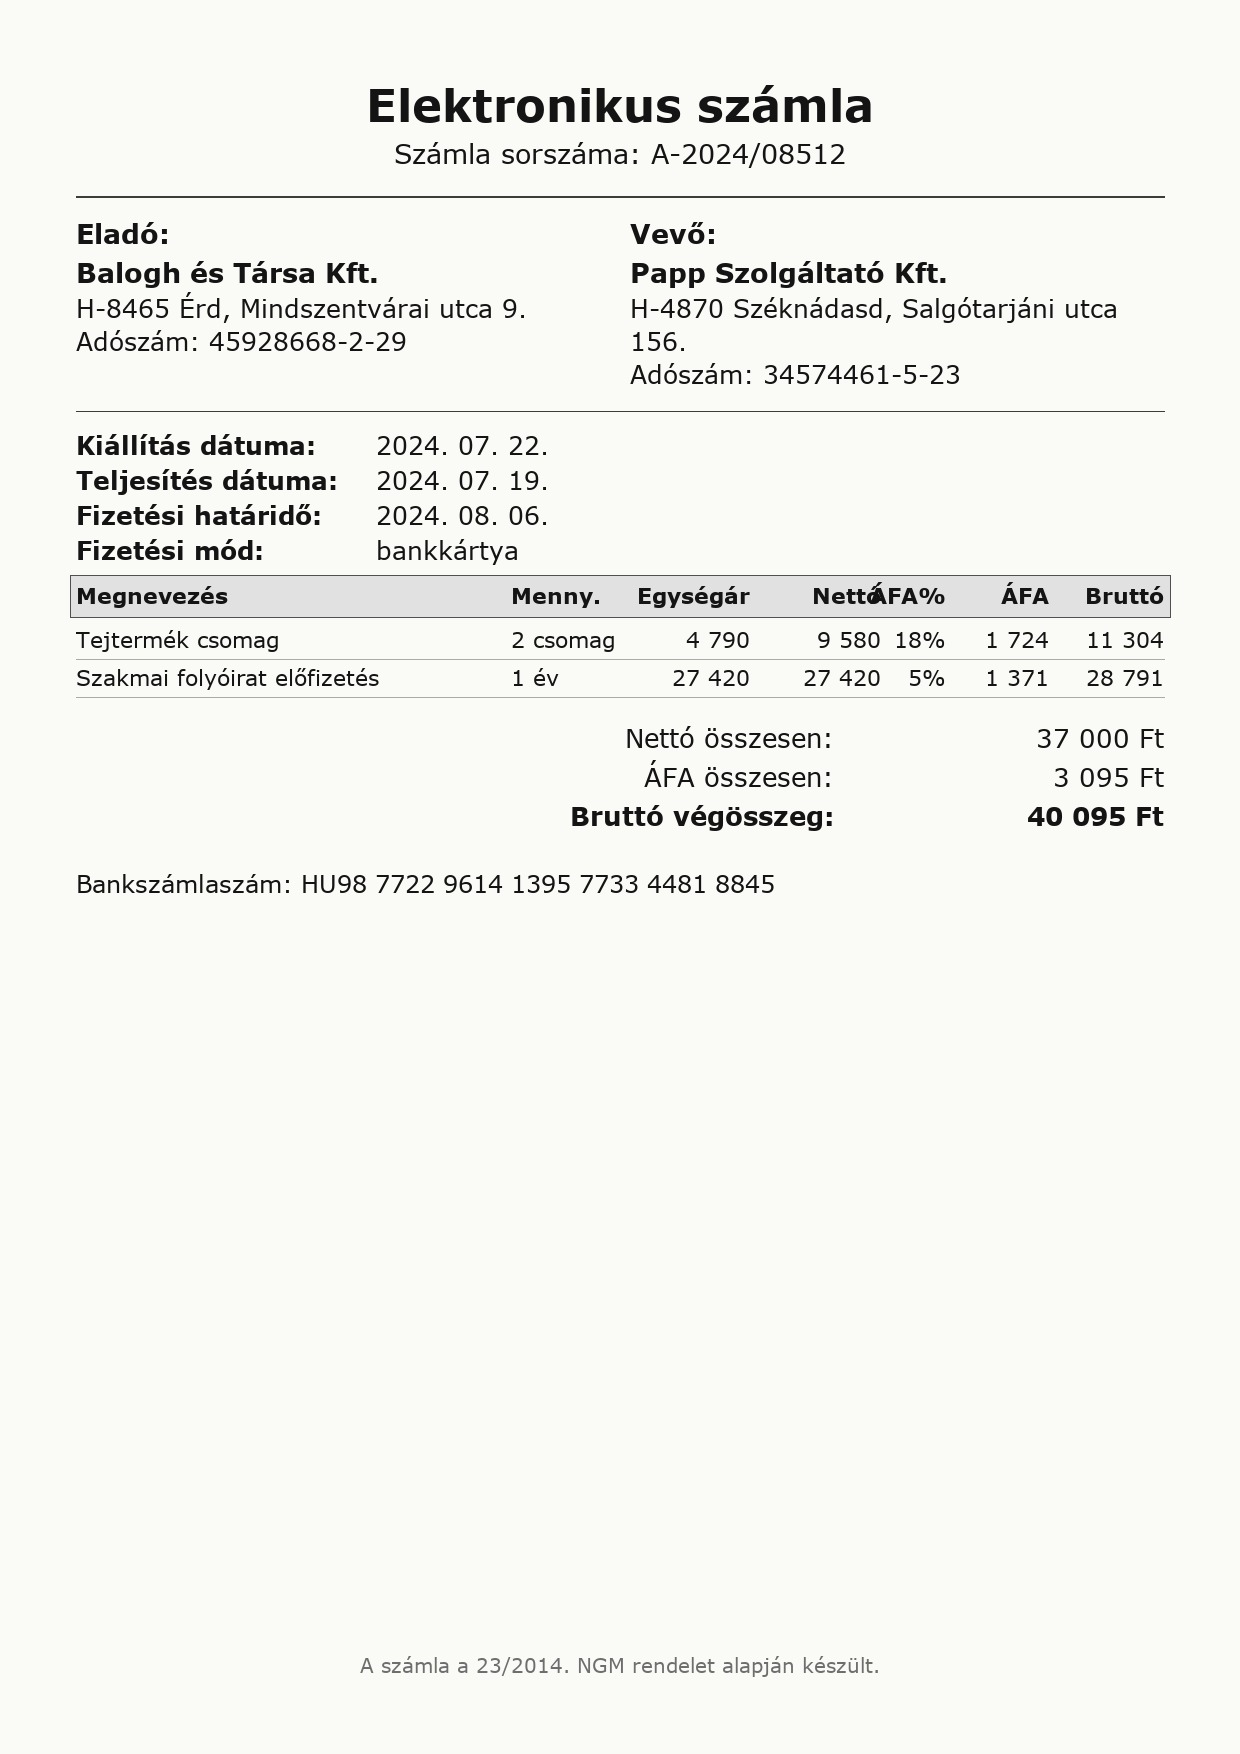 Elektronikus számla
Számla sorszáma: A-2024/08512
Eladó:
Balogh és Társa Kft.
H-8465 Érd, Mindszentvárai utca 9.
Adószám: 45928668-2-29
Vevő:
Papp Szolgáltató Kft.
H-4870 Széknádasd, Salgótarjáni utca
156.
Adószám: 34574461-5-23
Kiállítás dátuma: 2024. 07. 22.
Teljesítés dátuma: 2024. 07. 19.
Fizetési határidő: 2024. 08. 06.
Fizetési mód: bankkártya
Megnevezés Menny. Egységár Nettó ÁFA% ÁFA Bruttó
Tejtermék csomag 2 csomag 4 790 9 580 18% 1 724 11 304
Szakmai folyóirat előfizetés 1 év 27 420 27 420 5% 1 371 28 791
Nettó összesen: 37 000 Ft
ÁFA összesen: 3 095 Ft
Bruttó végösszeg: 40 095 Ft
Bankszámlaszám: HU98 7722 9614 1395 7733 4481 8845
A számla a 23/2014. NGM rendelet alapján készült.